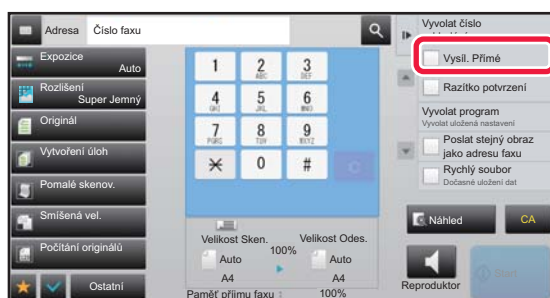 Adresa
Číslo faxu
Expozice
Auto
Rozlišení
Super Jemný
Originál
Vytvoření úloh
Pomalé skenov.
Smíšená vel.
Počítání originálů
Ostatní
1
2
ABC
3
DEF
4
GHI
5
JKL
6
MNO
7
PQRS
8
TUV
9
WXYZ
0
#
C
Velikost Sken.
100%
Velikost Odes.
Auto
A4
Auto
A4
Paměť příjmu faxu :
100%
Vyvolat číslo
Vysíl. Přímé
Razítko potvrzení
Vyvolat program
Vyvolat uložená nastavení
Poslat stejný obraz
jako adresu faxu
Rychlý soubor
Dočasné uložení dat
Náhled
CA
Reproduktor
Start